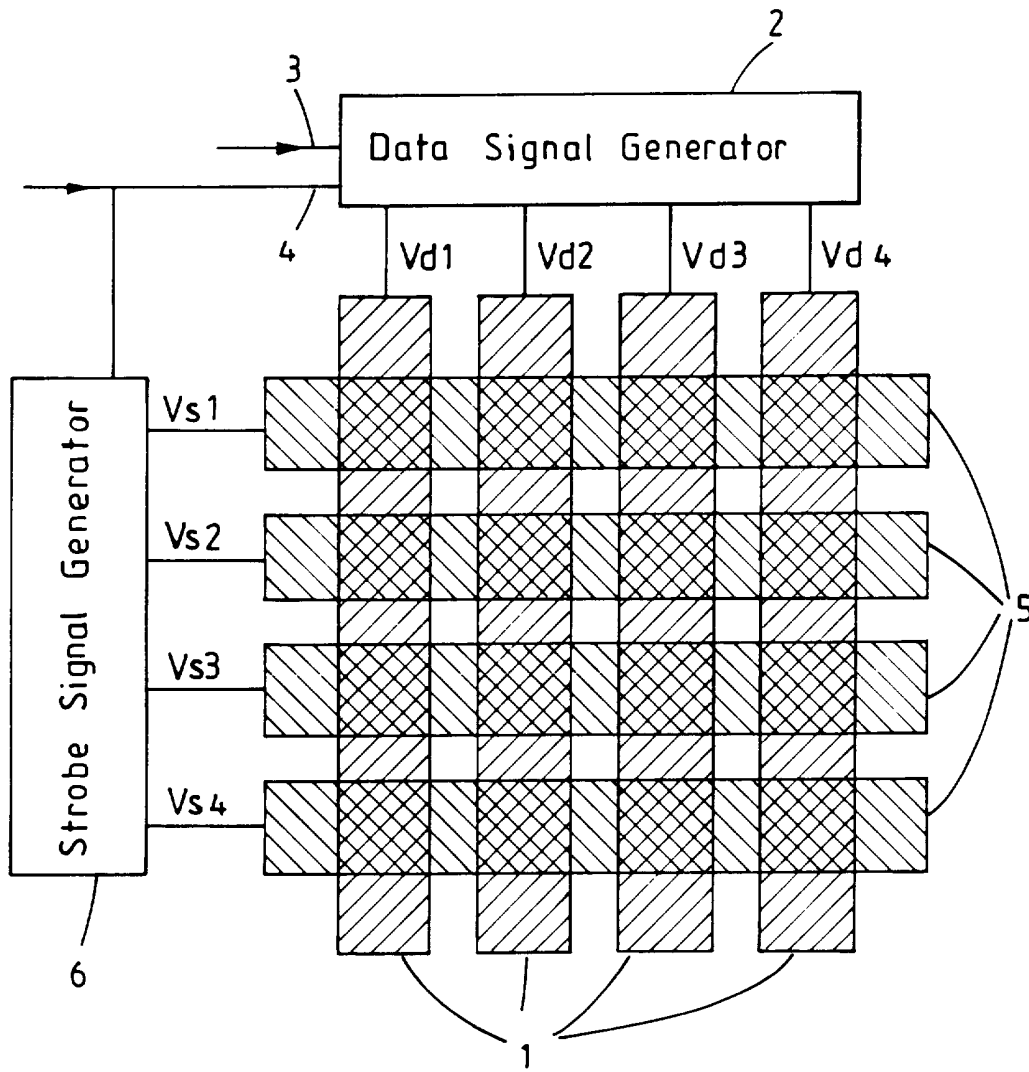 2
3
Data Signal Generator
4
Vd1 Vd2 Vd3 Vd4
Strobe Signal Generator
Vs1
Vs2
Vs3
Vs4
5
6
1